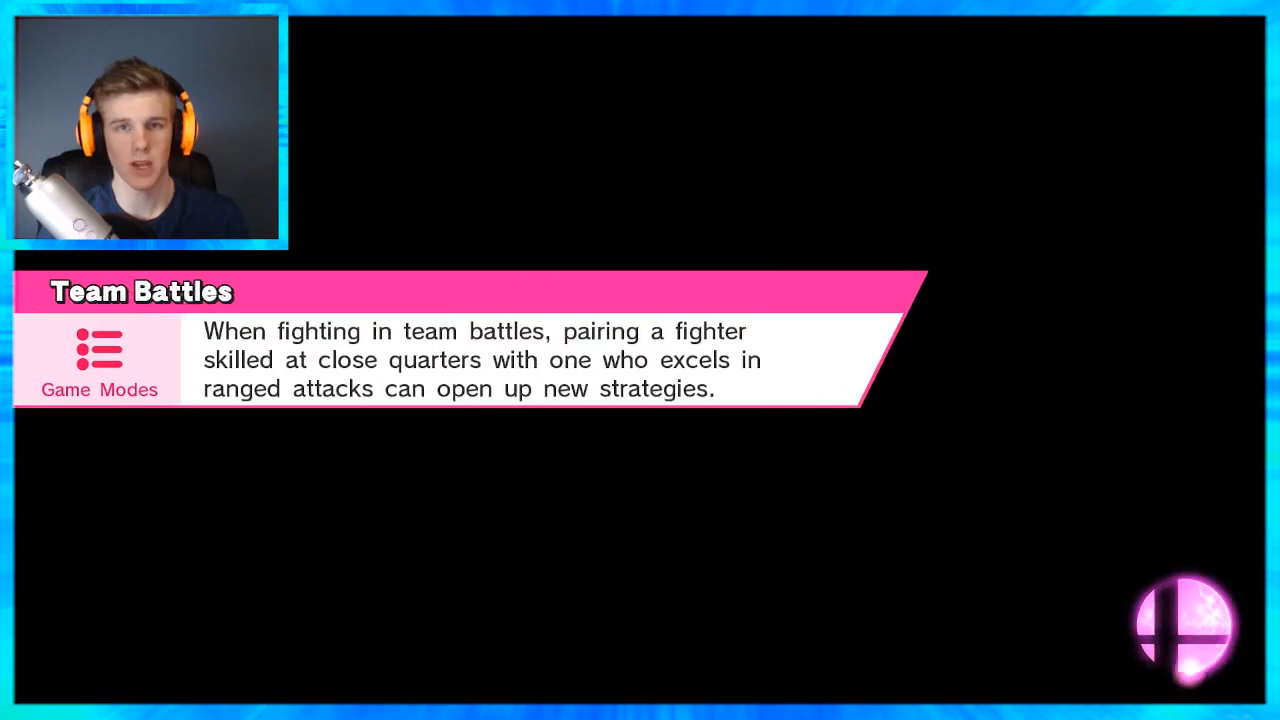 Team Battles
Game Modes
When fighting in team battles, pairing a fighter
skilled at close quarters with one who excels in
ranged attacks can open up new strategies.